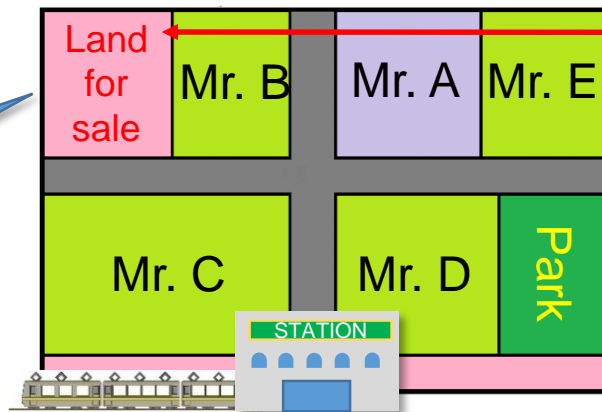 Land
for
sale
Mr. B
Mr. A
Mr. E
Mr. C
Mr. D
Park
STATION